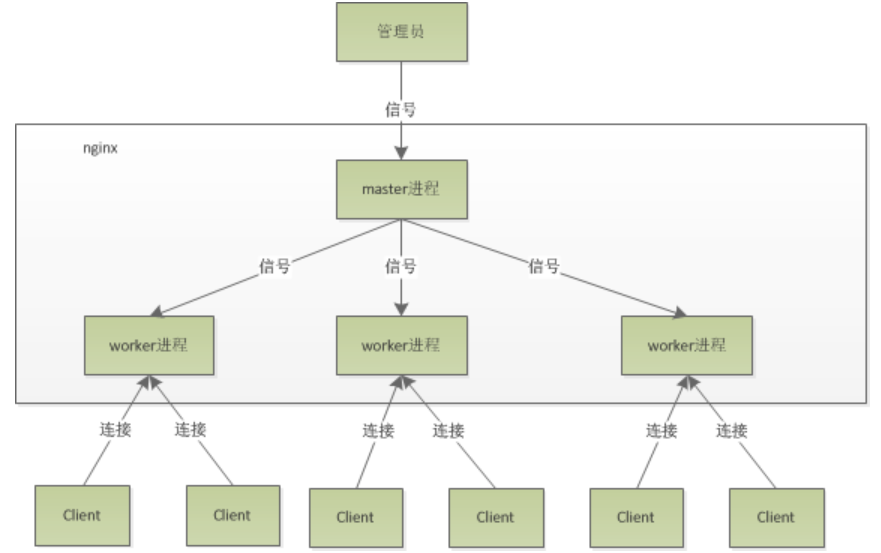 管理员
信号
nginx
master进程
信号
信号
信号
worker进程
worker进程
worker进程
连接
连接
连接
连接
连接
连接
Client
Client
Client
Client
Client
Client